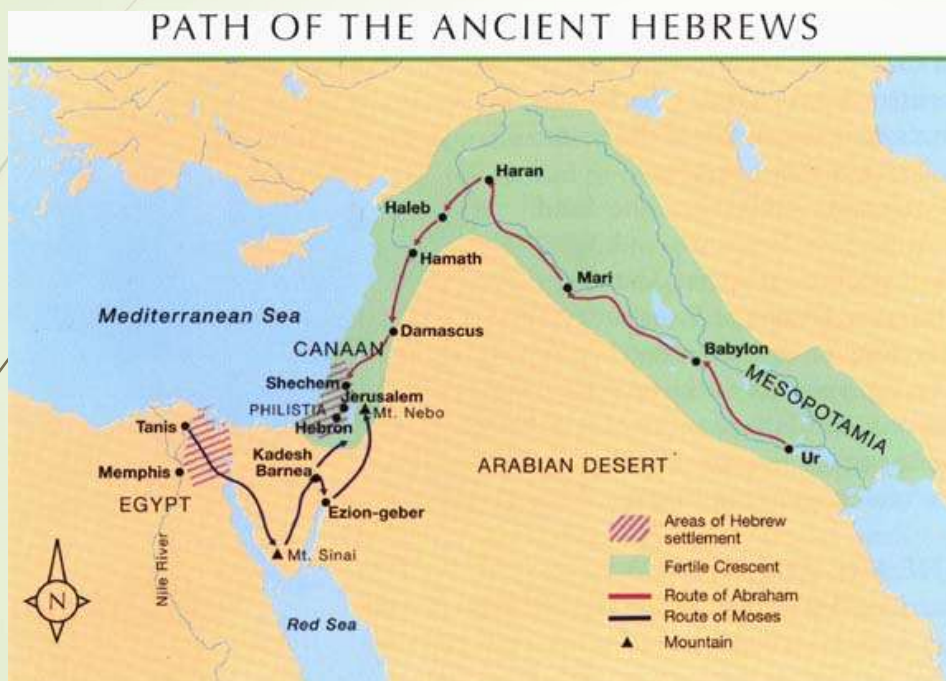 PATH OF THE ANCIENT HEBREWS
Haran
Haleb
Hamath
Mari
Mediterranean Sea
Damascus
CANAAN
Babylon
MESOPOTAMIA
Shechem
Jerusalem
PHILISTIA
Mt. Nebo
Hebron
Tanis
Kadesh
Barnea
Memphis
ARABIAN DESERT
Ur
EGYPT
Ezion-geber
Mt. Sinai
Nile River
Red Sea
N
Areas of Hebrew
settlement
Fertile Crescent
Route of Abraham
Route of Moses
Mountain